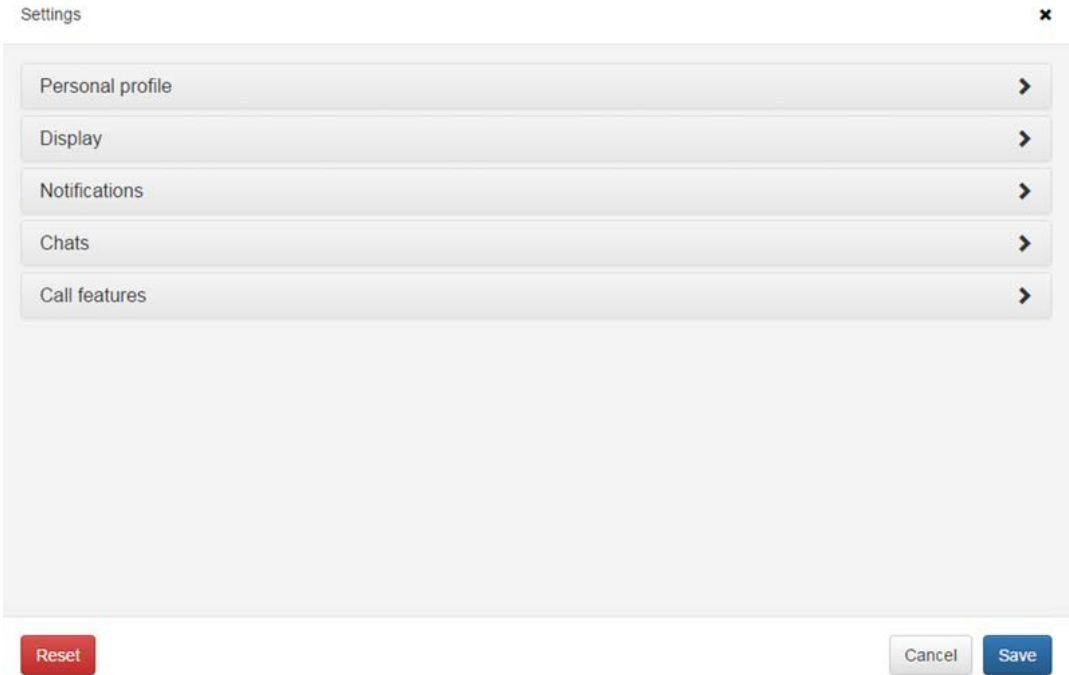 Settings
Personal profile
Display
Notifications
Chats
Call features
Reset
Cancel
Save